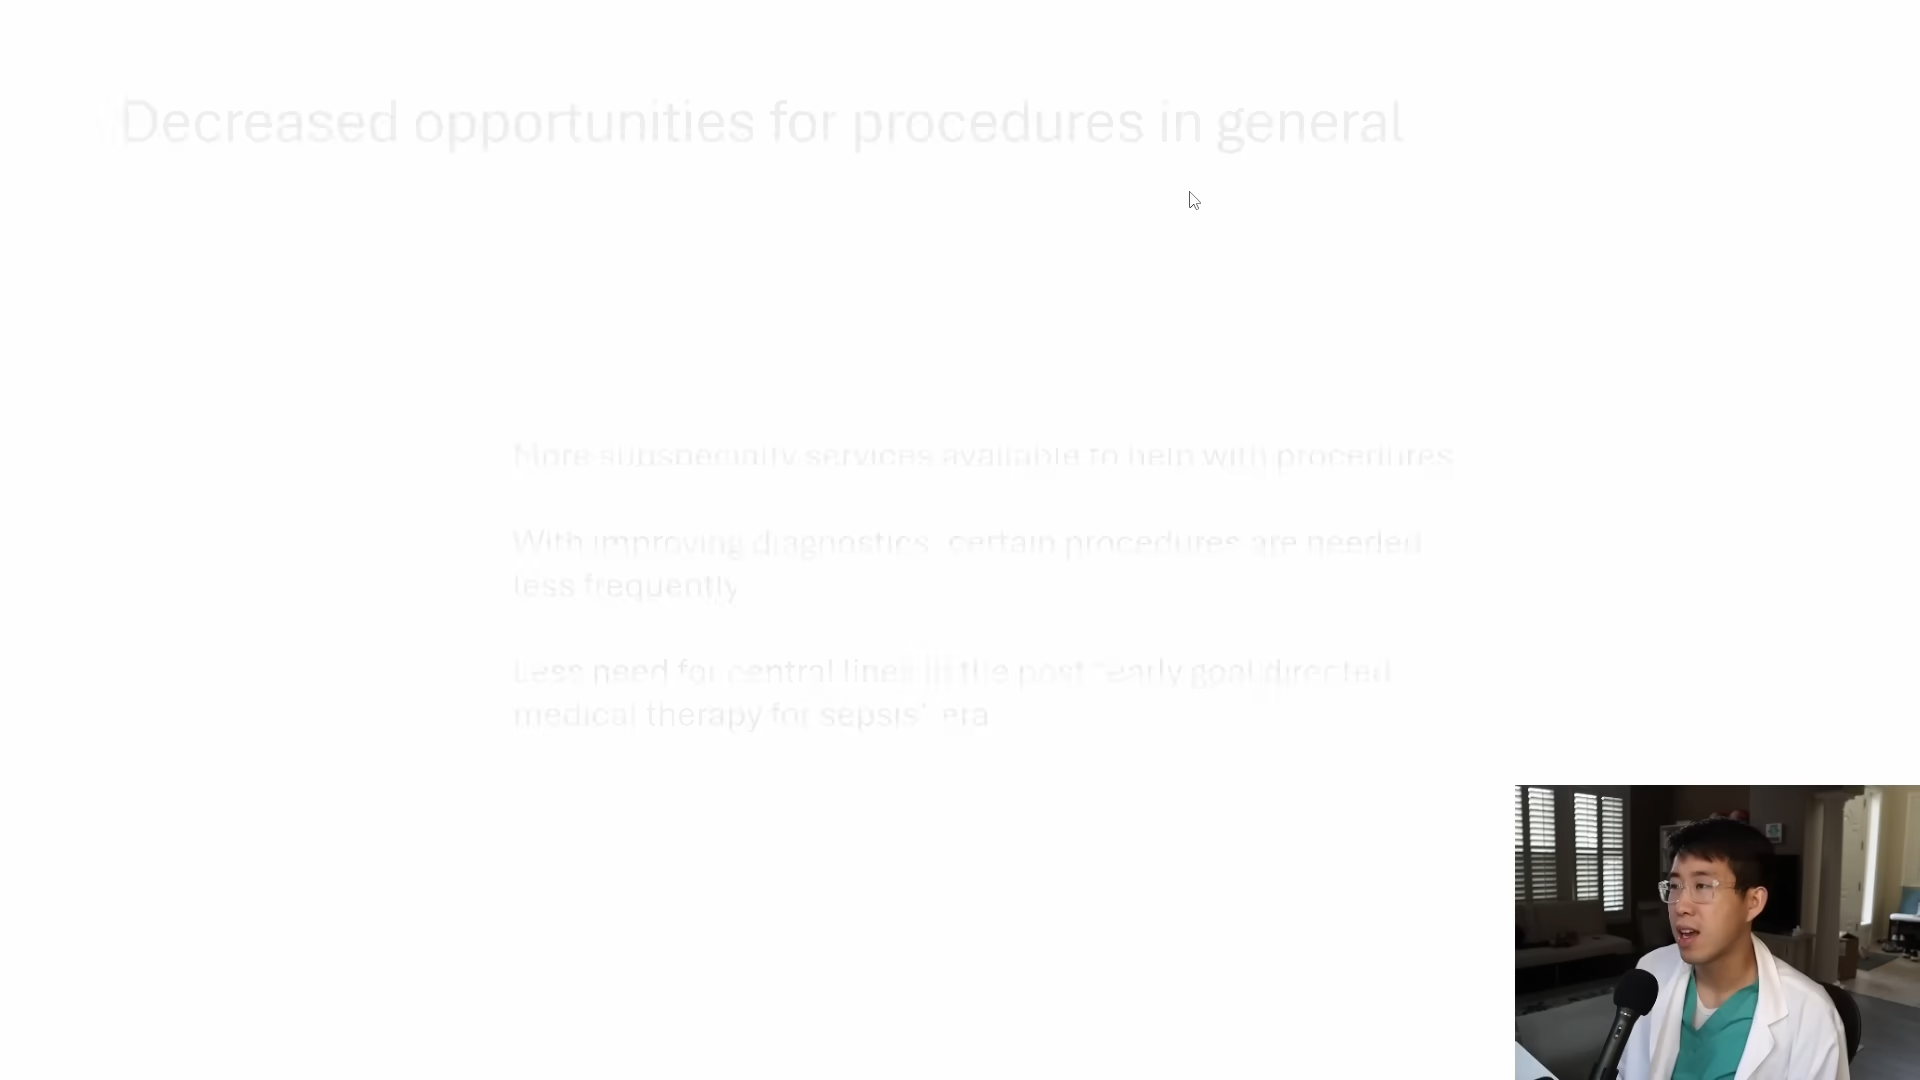 Decreased opportunities for procedures in general
More subspecialty services available to help with procedures
With improving diagnostics, certain procedures are needed
less frequently
Less need for central lines in the post "early goal directed
medical therapy for sepsis" era